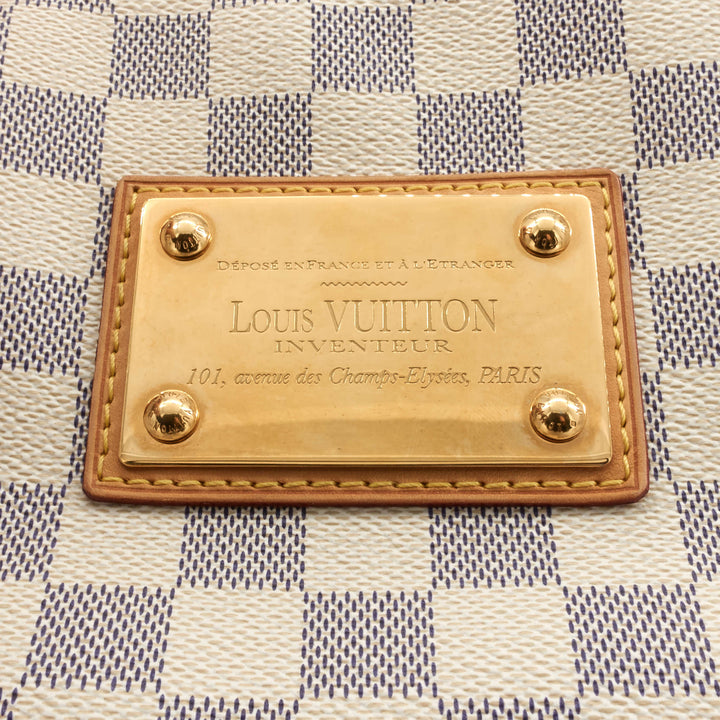 DÉPOSÉ EN FRANCE ET À L'ETRANGER
LOUIS VUITTON
INVENTEUR
101, avenue des Champs-Elysées, PARIS